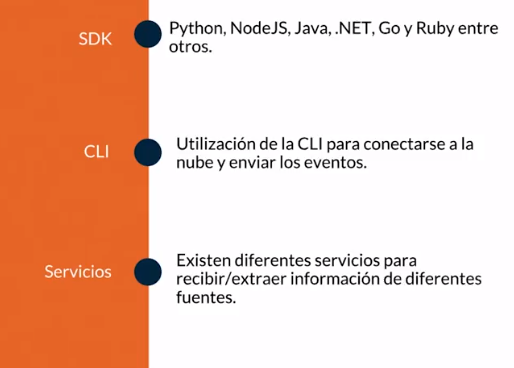 SDK
Python, NodeJS, Java, .NET, Go y Ruby entre
otros.
CLI
Utilización de la CLI para conectarse a la
nube y enviar los eventos.
Servicios
Existen diferentes servicios para
recibir/extraer información de diferentes
fuentes.